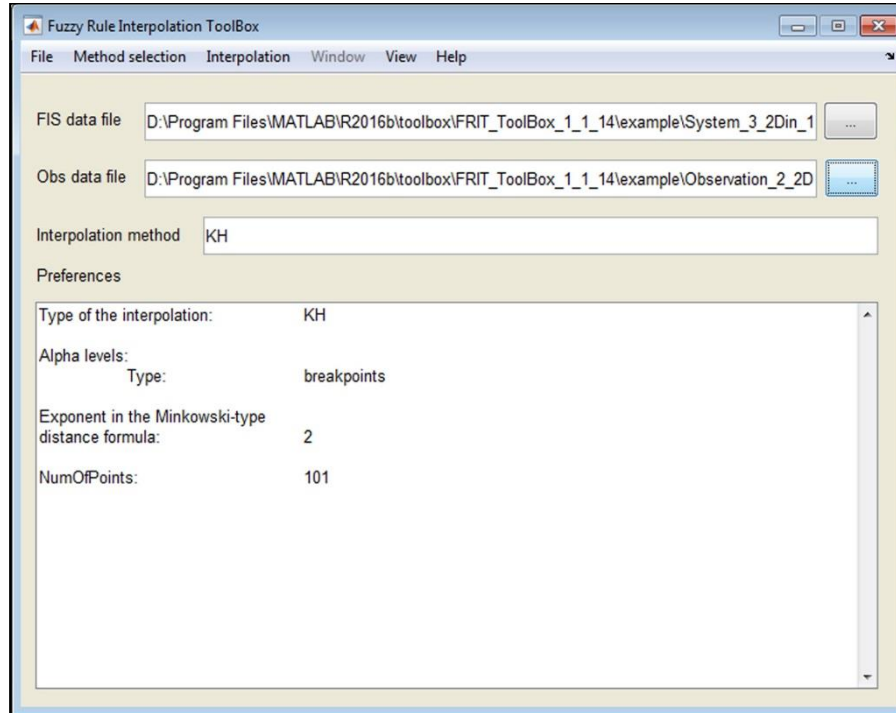 Fuzzy Rule Interpolation ToolBox
File Method selection Interpolation Window View Help
FIS data file D:\Program Files\MATLAB\R2016b\toolbox\FRIT_ToolBox_1_1_14\example\System_3_2Din_1 ...
Obs data file D:\Program Files\MATLAB\R2016b\toolbox\FRIT_ToolBox_1_1_14\example\Observation_2_2D ...
Interpolation method KH
Preferences
Type of the interpolation: KH
Alpha levels:
Type: breakpoints
Exponent in the Minkowski-type
distance formula: 2
NumOfPoints: 101